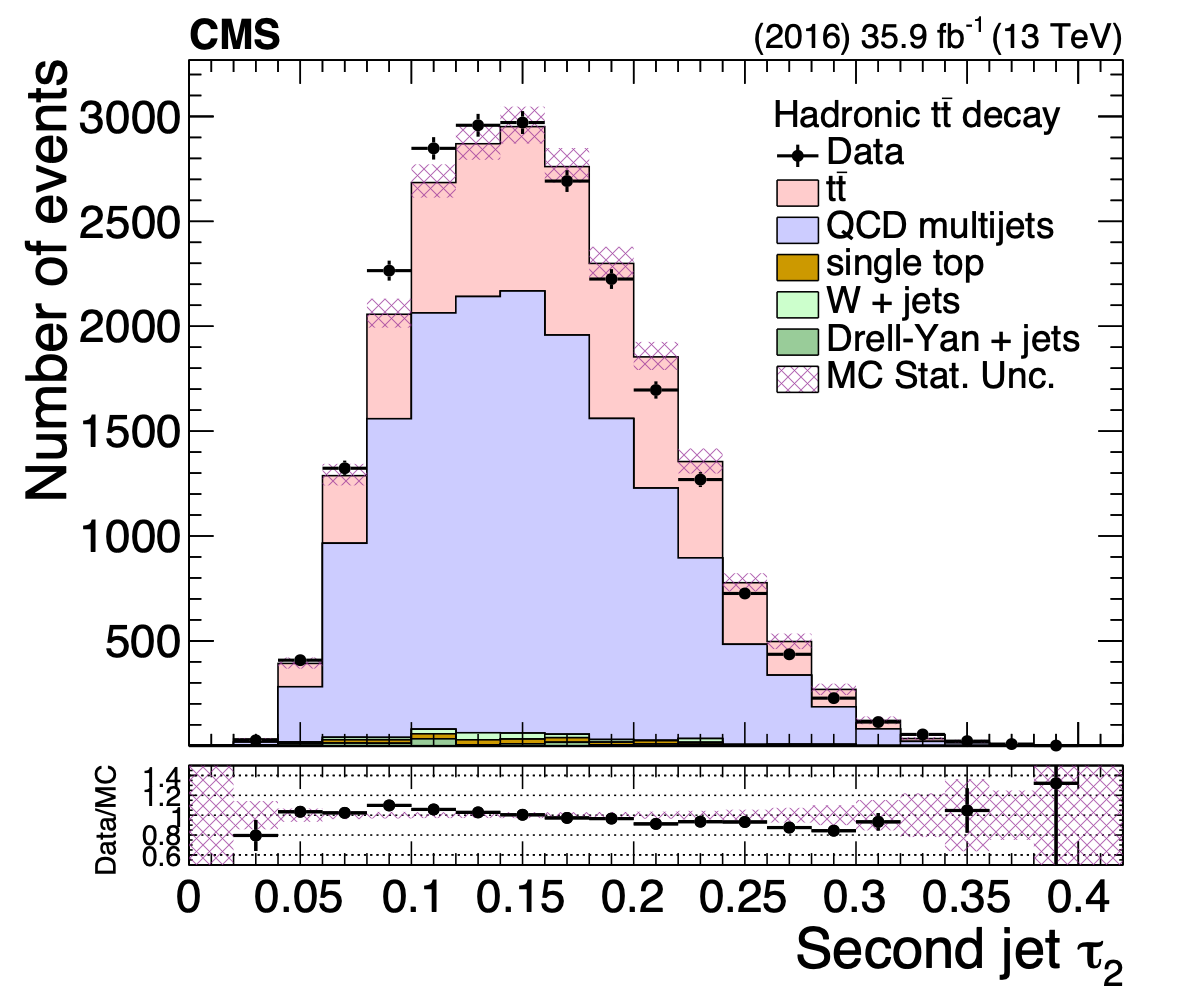 CMS (2016) 35.9 fb⁻¹ (13 TeV)
Number of events
3000
2500
2000
1500
1000
500
Hadronic tt̄ decay
Data
tt̄
QCD multijets
single top
W + jets
Drell-Yan + jets
MC Stat. Unc.
Data/MC
1.4
1.2
1
0.8
0.6
0 0.05 0.1 0.15 0.2 0.25 0.3 0.35 0.4
Second jet τ₂